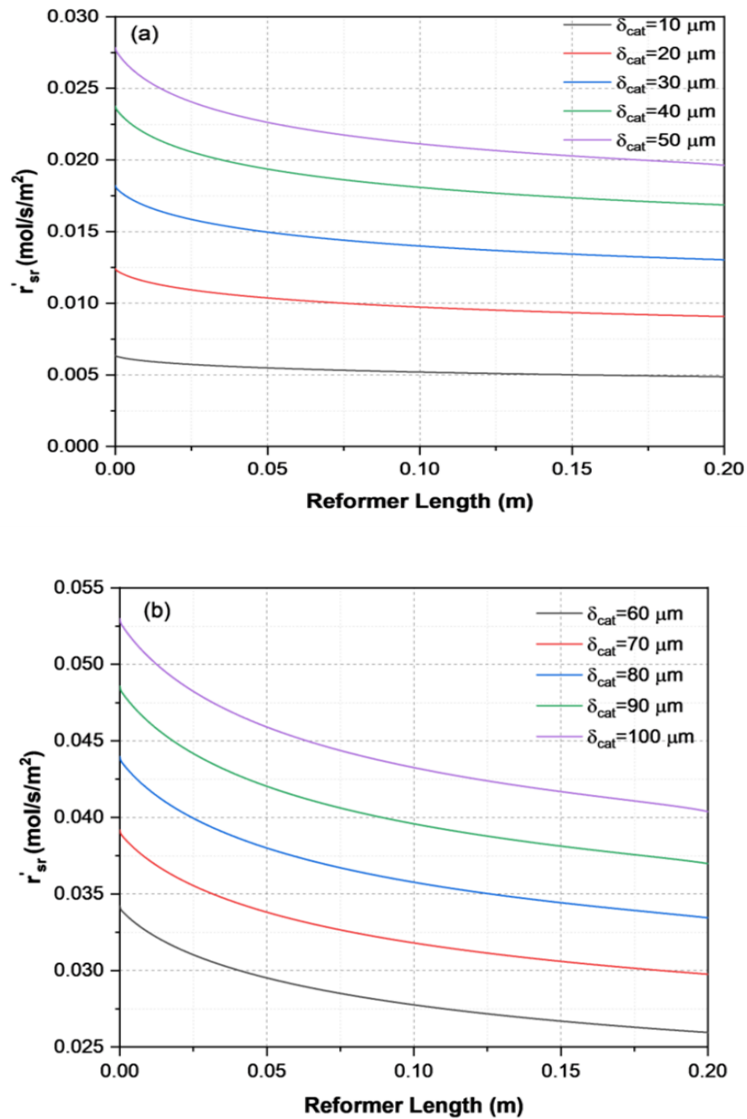 (a)
δcat=10 μm
δcat=20 μm
δcat=30 μm
δcat=40 μm
δcat=50 μm
0.030
0.025
0.020
0.015
0.010
0.005
0.000
r'sr (mol/s/m²)
0.00 0.05 0.10 0.15 0.20
Reformer Length (m)
(b)
δcat=60 μm
δcat=70 μm
δcat=80 μm
δcat=90 μm
δcat=100 μm
0.055
0.050
0.045
0.040
0.035
0.030
0.025
r'sr (mol/s/m²)
0.00 0.05 0.10 0.15 0.20
Reformer Length (m)